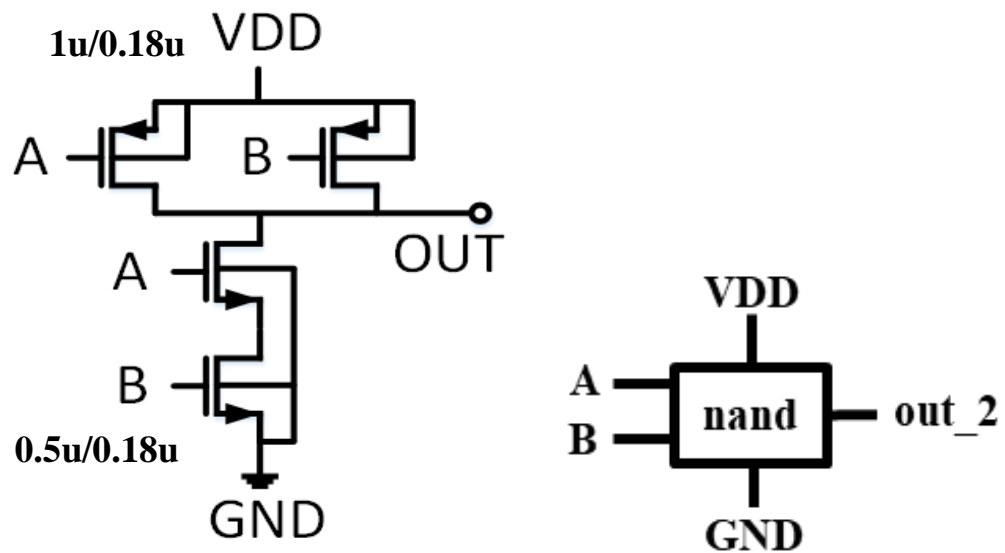 1u/0.18u
VDD
A
B
OUT
A
B
0.5u/0.18u
GND
VDD
A
B
nand
out_2
GND